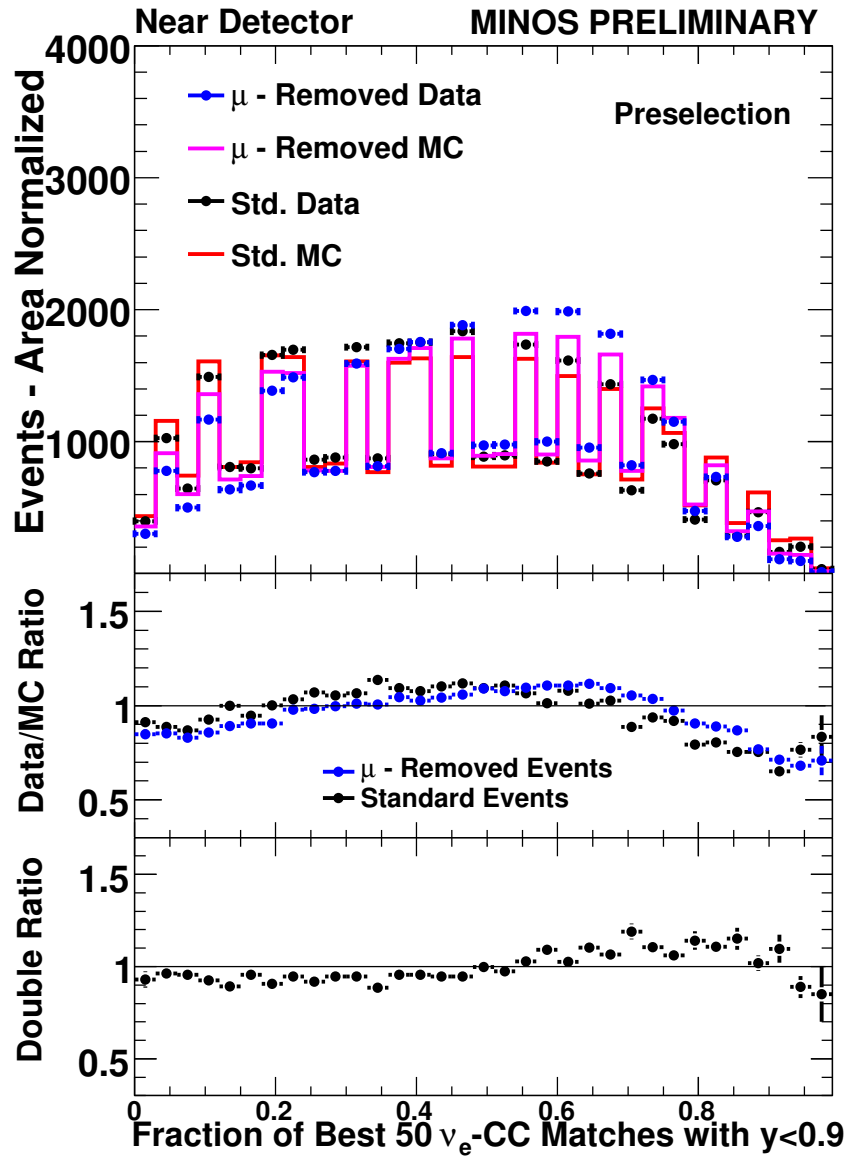 Near Detector MINOS PRELIMINARY
4000
μ - Removed Data
Preselection
μ - Removed MC
3000
Std. Data
Std. MC
2000
1000
Events - Area Normalized
1.5
1
0.5
Data/MC Ratio
μ - Removed Events
Standard Events
1.5
1
0.5
Double Ratio
0 0.2 0.4 0.6 0.8
Fraction of Best 50 νe-CC Matches with y<0.9